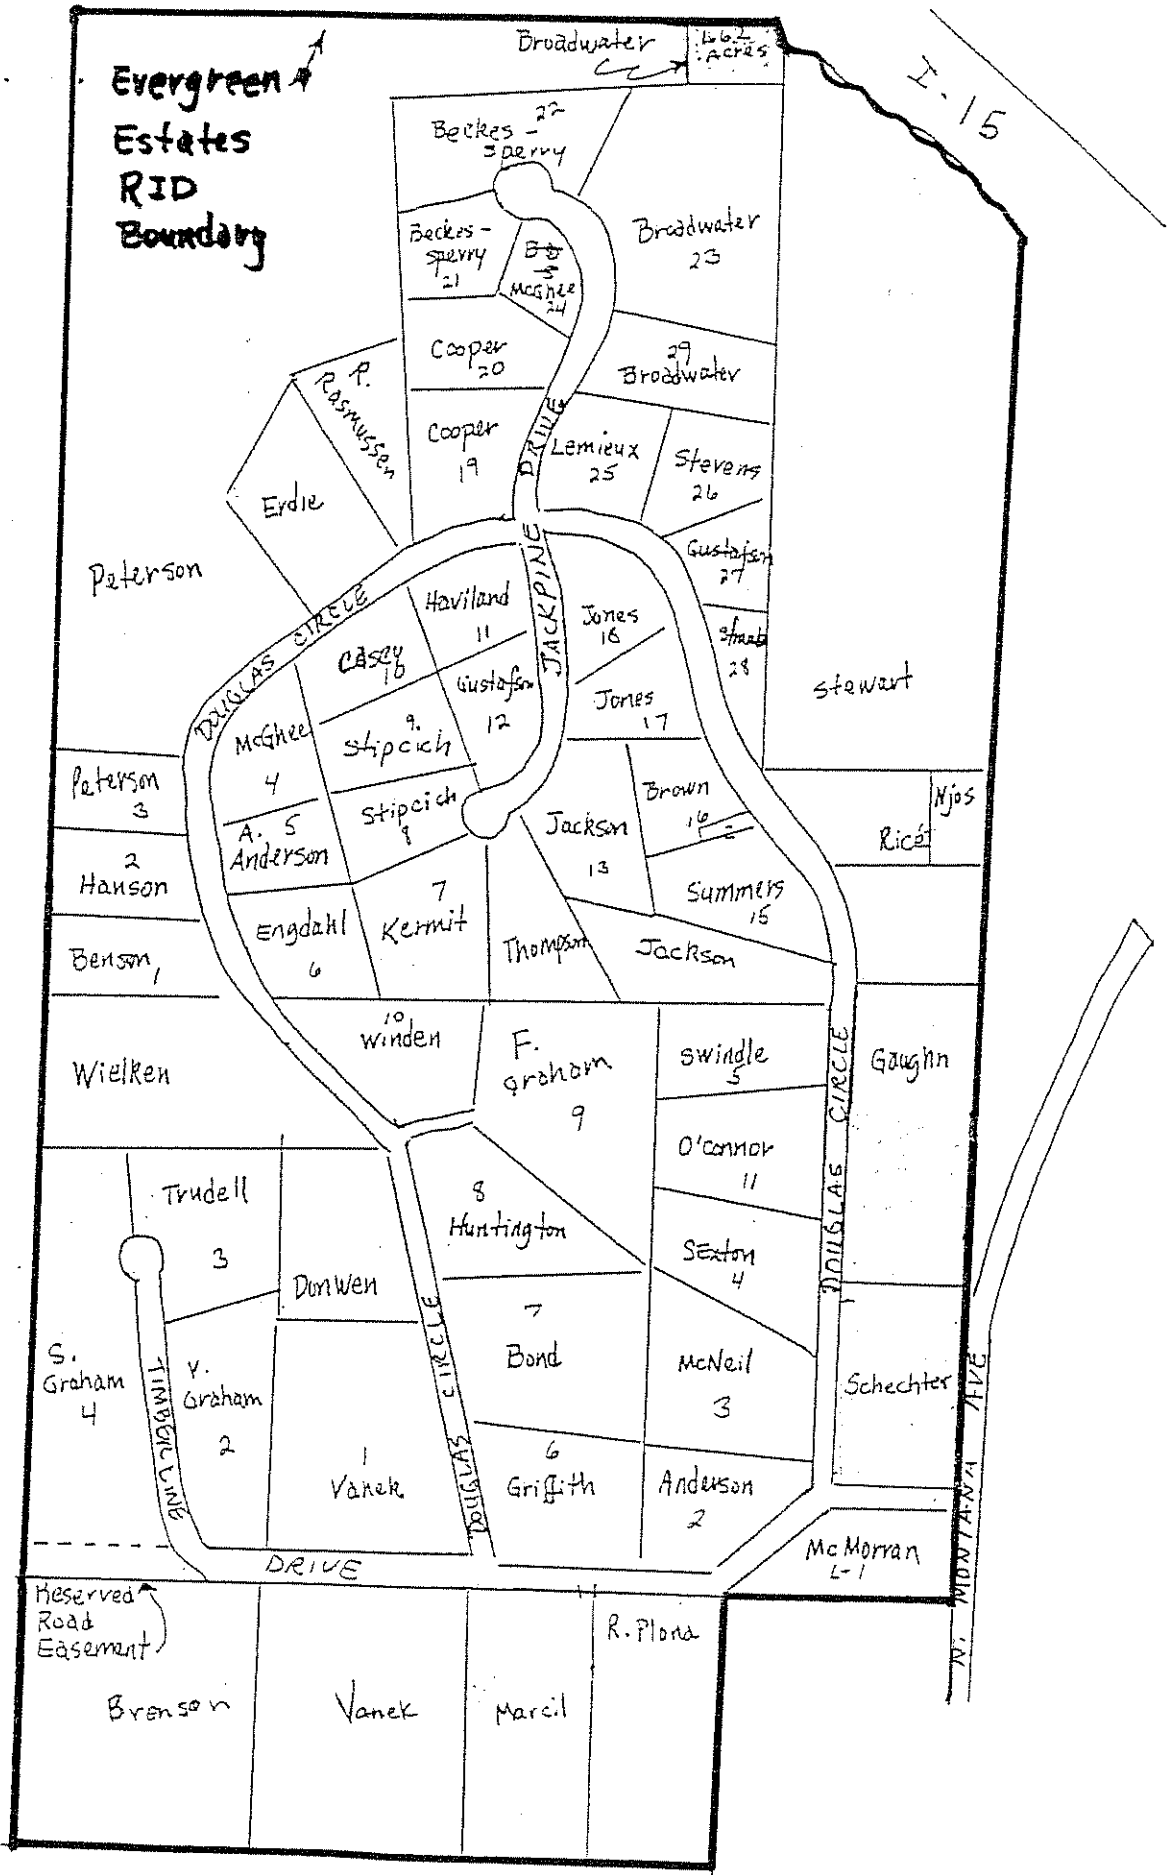 Evergreen
Estates
RID
Boundary
Broadwater
Acres
I-15
Beckes -
Sperry
22
Beckes -
Sperry
21
McGhee
24
Broadwater
23
Cooper
20
29
Broadwater
R. P.
Rasmussen
Erdie
Cooper
19
DRIVE
Lemieux
25
Stevens
26
Gustafson
27
28
Peterson
DOUGLAS CIRCLE
JACKPINE
Haviland
11
Casey
10
Gustafson
12
Jones
18
Jones
17
Stewart
McGhee
4
9.
Stipcich
Stipcich
8
Peterson
3
A. 5
Anderson
2
Hanson
Jackson
13
Brown
16
Rice
Njos
Summers
15
Engdahl
6
7
Kermit
Thompson
Jackson
Benson
1
Wielken
10
Winden
F.
Graham
9
Swindle
5
Gaughn
DOUGLAS CIRCLE
O'Connor
11
Trudell
3
8
Huntington
Sexton
4
DonWen
7
Bond
McNeil
3
Schechter
S.
Graham
4
TIMBERLINE
V.
Graham
2
1
Vanek
DOUGLAS CIRCLE
6
Griffith
Anderson
2
McMorran
L-1
N. MONTANA AVE
DRIVE
Reserved
Road
Easement
Brenson
Vanek
Marcil
R. Plona